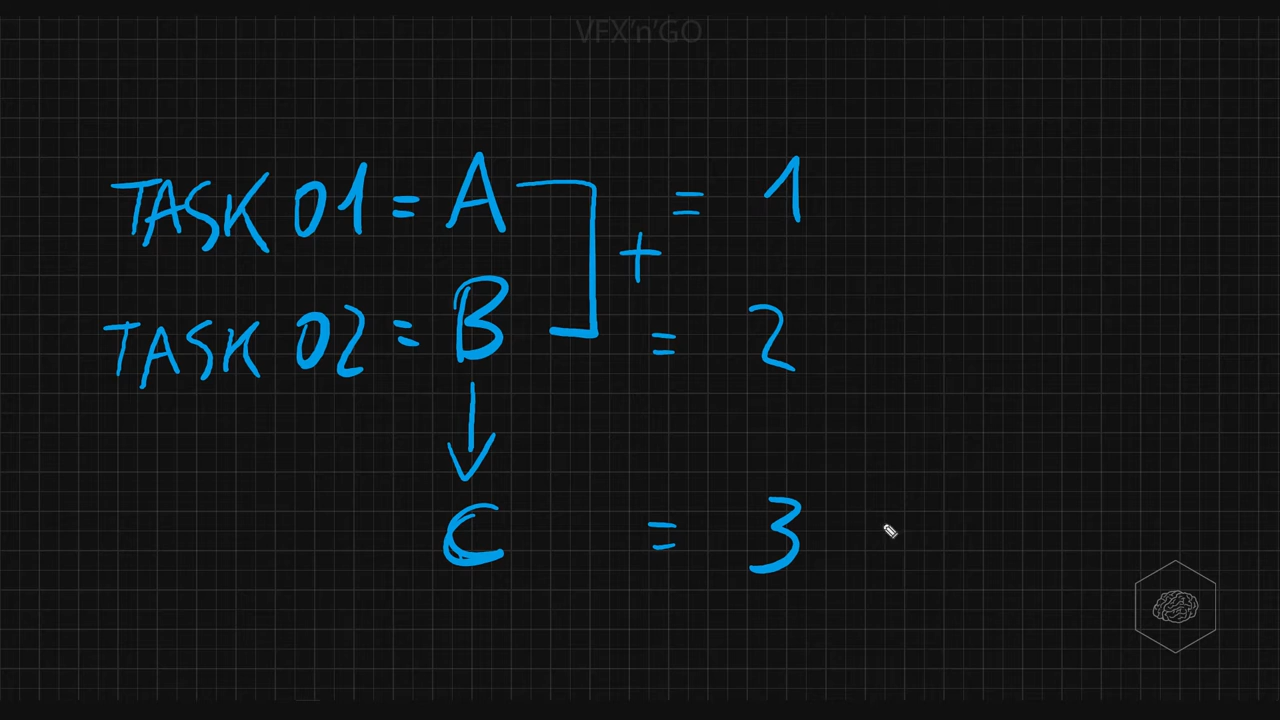 VFX'n'GO
TASK 01 = A = 1
+
TASK 02 = B = 2
C = 3